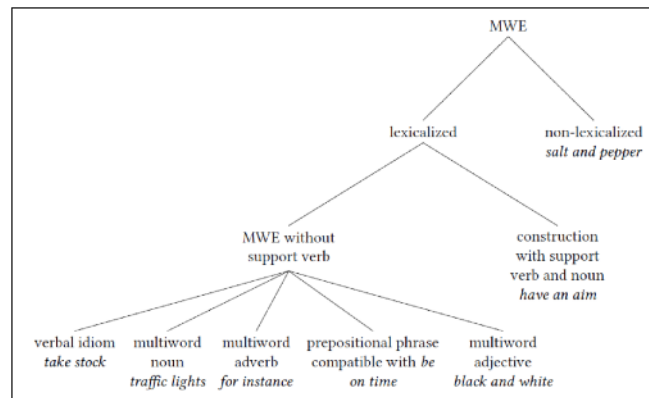 MWE
lexicalized
non-lexicalized
salt and pepper
MWE without
support verb
construction
with support
verb and noun
have an aim
verbal idiom
take stock
multiword
noun
traffic lights
multiword
adverb
for instance
prepositional phrase
compatible with be
on time
multiword
adjective
black and white